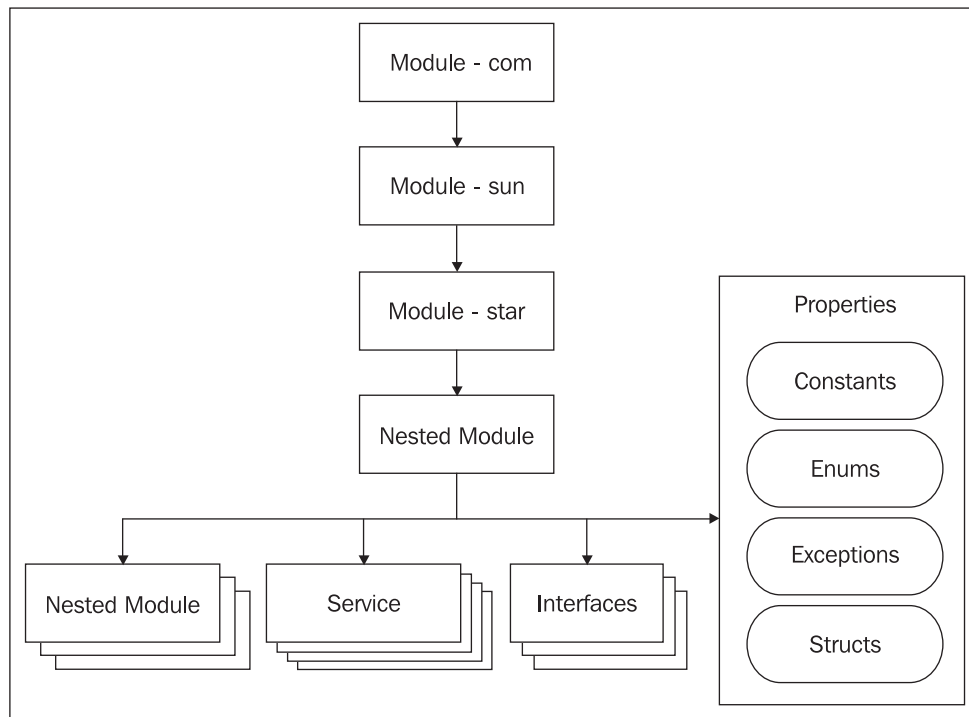 Module - com
Module - sun
Module - star
Nested Module
Nested Module
Service
Interfaces
Properties
Constants
Enums
Exceptions
Structs